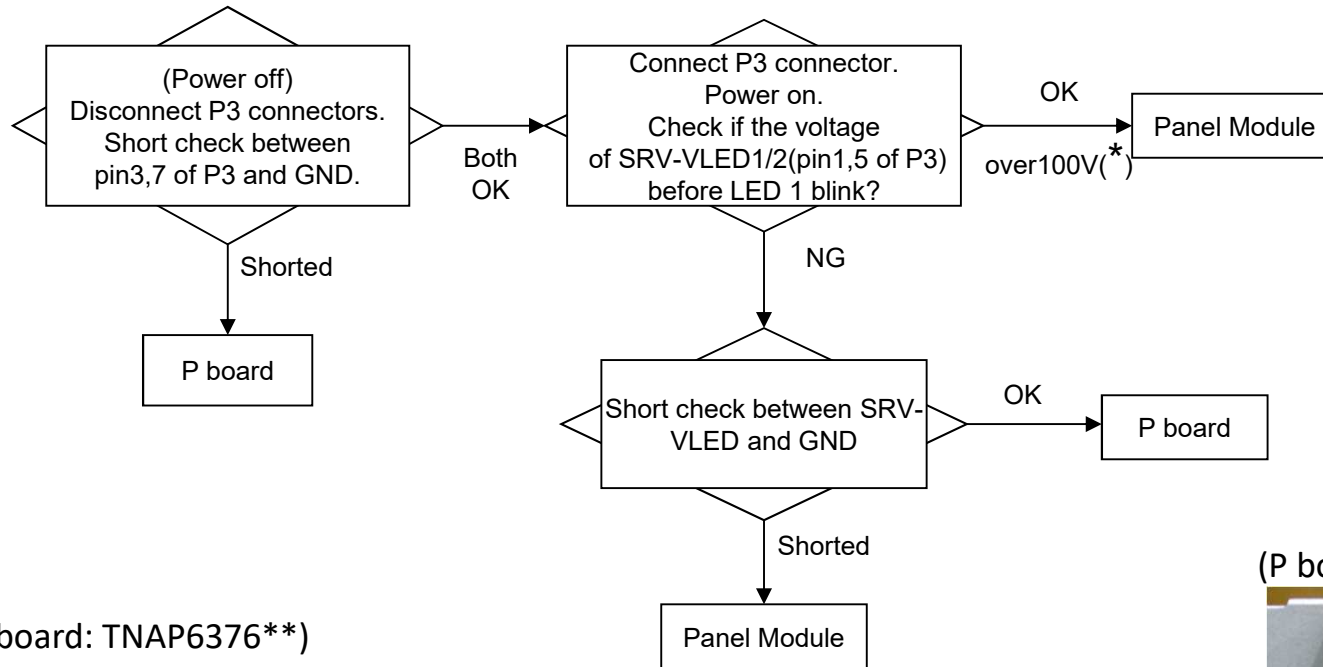 (Power off)
Disconnect P3 connectors.
Short check between
pin3,7 of P3 and GND.
Both
OK
Connect P3 connector.
Power on.
Check if the voltage
of SRV-VLED1/2(pin1,5 of P3)
before LED 1 blink?
OK
over100V(*)
Panel Module
Shorted
P board
NG
Short check between SRV-
VLED and GND
OK
P board
Shorted
Panel Module
board: TNAP6376**)
(P bo